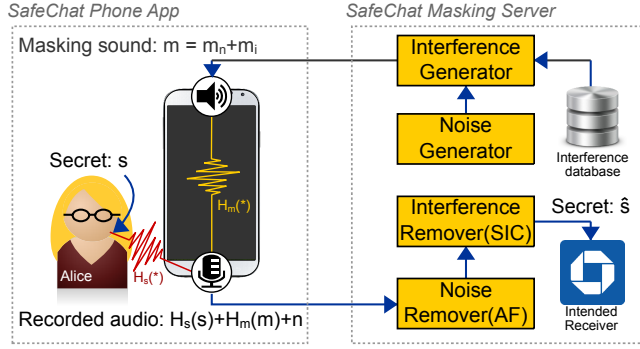 SafeChat Phone App
Masking sound: m = mₙ+mᵢ
Secret: s
Hₘ(*)
Alice
Hₛ(*)
Recorded audio: Hₛ(s)+Hₘ(m)+n
SafeChat Masking Server
Interference
Generator
Noise
Generator
Interference
database
Interference
Remover(SIC)
Secret: ŝ
Noise
Remover(AF)
Intended
Receiver